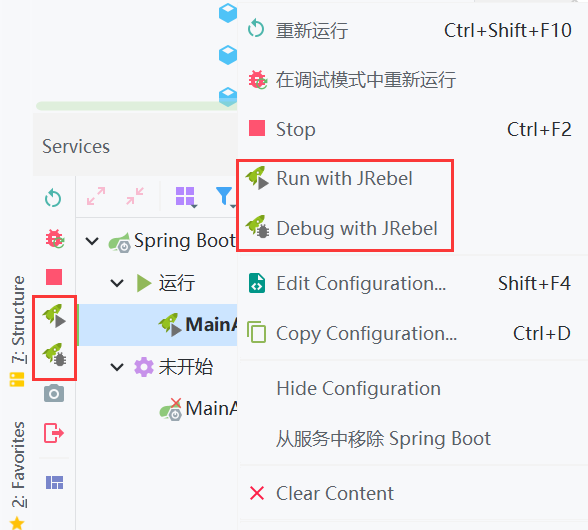 重新运行 Ctrl+Shift+F10
在调试模式中重新运行
Stop Ctrl+F2
Run with JRebel
Debug with JRebel
Edit Configuration... Shift+F4
Copy Configuration... Ctrl+D
Hide Configuration
从服务中移除 Spring Boot
Clear Content
Services
Spring Boot
运行
MainA
未开始
MainA
7: Structure
2: Favorites